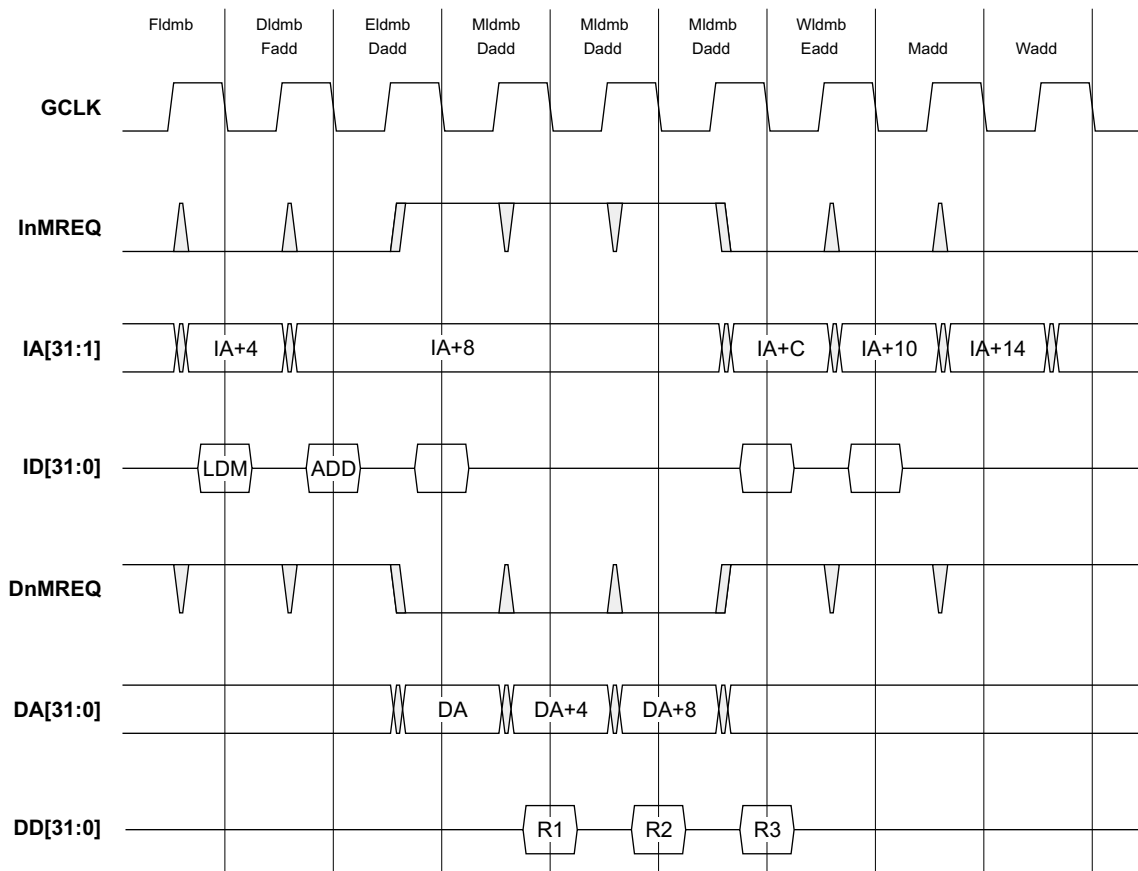 Fldmb Dldmb Eldmb Mldmb Mldmb Mldmb Wldmb
Fadd Dadd Dadd Dadd Dadd Eadd Madd Wadd
GCLK
InMREQ
IA[31:1] IA+4 IA+8 IA+C IA+10 IA+14
ID[31:0] LDM ADD
DnMREQ
DA[31:0] DA DA+4 DA+8
DD[31:0] R1 R2 R3